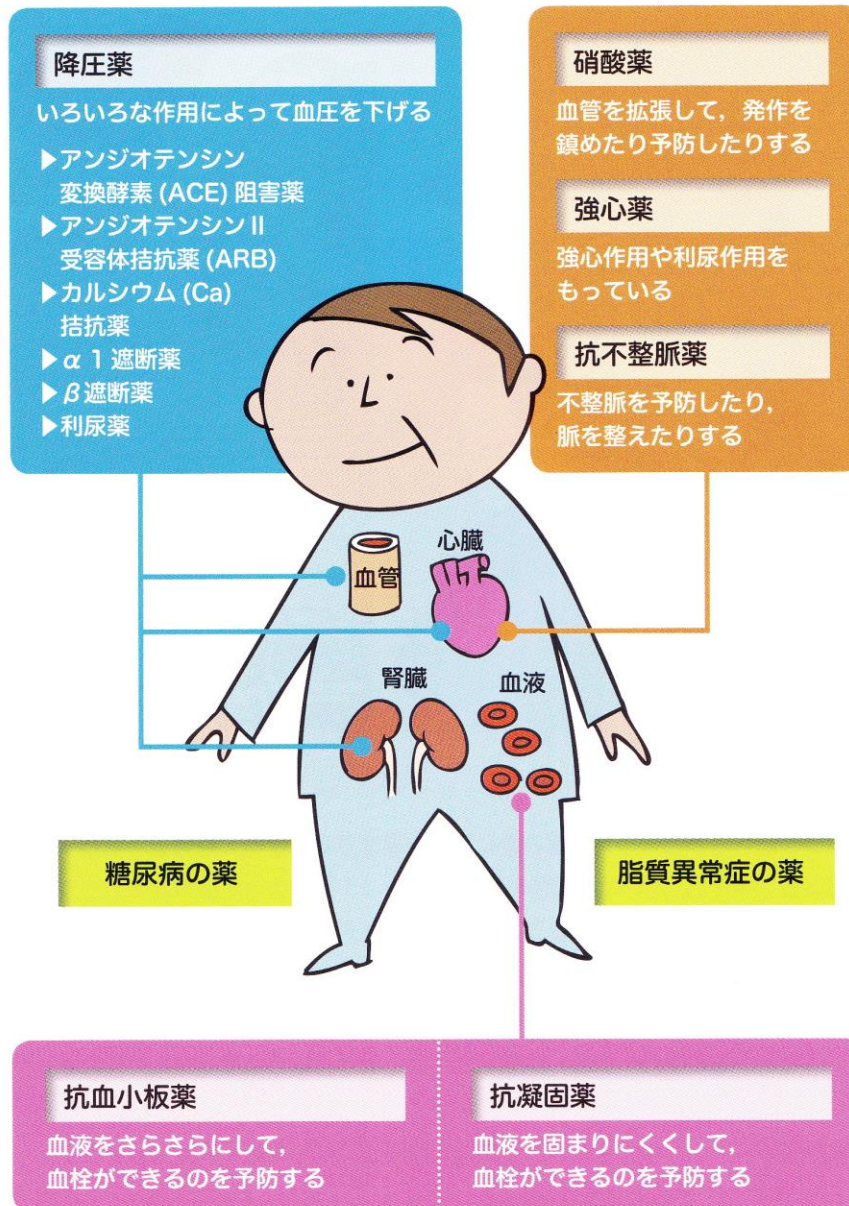 降圧薬
いろいろな作用によって血圧を下げる
▶アンジオテンシン
変換酵素 (ACE) 阻害薬
▶アンジオテンシンⅡ
受容体拮抗薬 (ARB)
▶カルシウム (Ca)
拮抗薬
▶α1遮断薬
▶β遮断薬
▶利尿薬
硝酸薬
血管を拡張して，発作を
鎮めたり予防したりする
強心薬
強心作用や利尿作用を
もっている
抗不整脈薬
不整脈を予防したり，
脈を整えたりする
心臓
血管
腎臓
血液
糖尿病の薬
脂質異常症の薬
抗血小板薬
血液をさらさらにして，
血栓ができるのを予防する
抗凝固薬
血液を固まりにくくして，
血栓ができるのを予防する